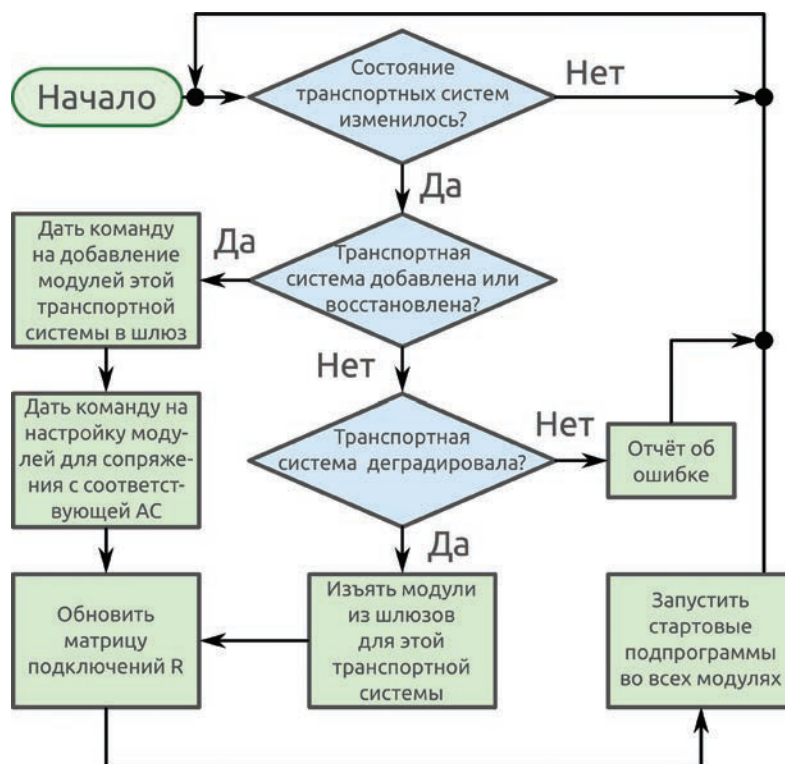 Начало
Состояние
транспортных систем
изменилось?
Нет
Да
Транспортная
система добавлена или
восстановлена?
Да
Дать команду
на добавление
модулей этой
транспортной
системы в шлюз
Нет
Дать команду на
настройку моду-
лей для сопряже-
ния с соответст-
вующей АС
Транспортная
система деградировала?
Нет
Отчёт об
ошибке
Да
Обновить
матрицу
подключений R
Изъять модули
из шлюзов
для этой
транспортной
системы
Запустить
стартовые
подпрограммы
во всех модулях